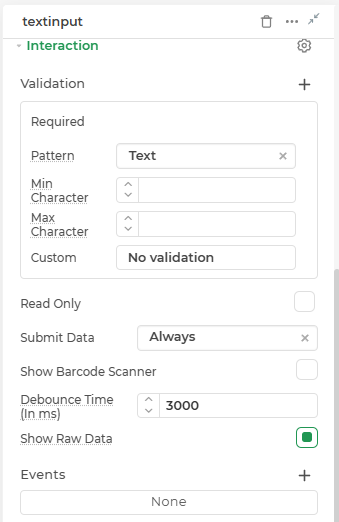 textinput
Interaction
Validation
Required
Pattern
Text
Min
Character
Max
Character
Custom
No validation
Read Only
Submit Data
Always
Show Barcode Scanner
Debounce Time
(In ms)
3000
Show Raw Data
Events
None